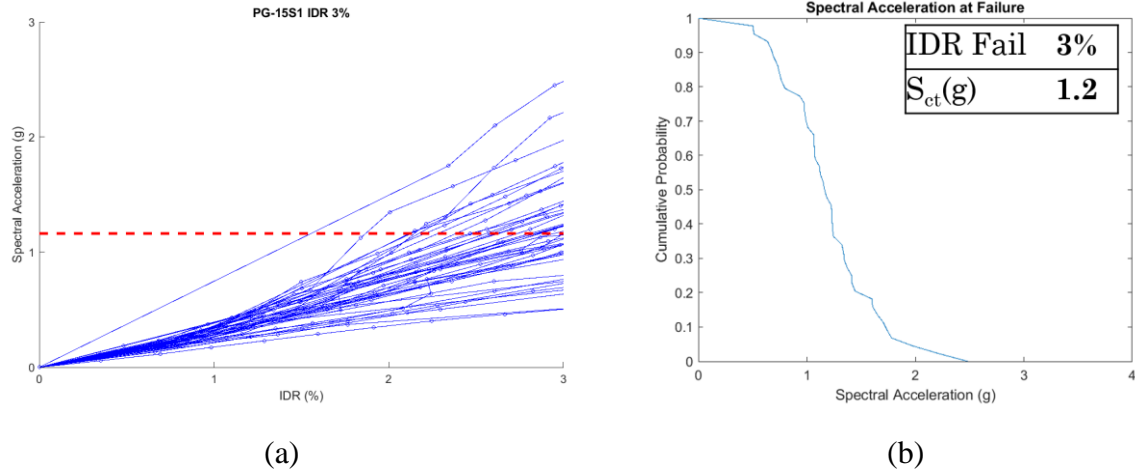 PG-15S1 IDR 3%
3
2
1
0
Spectral Acceleration (g)
0 1 2 3
IDR (%)
(a)
Spectral Acceleration at Failure
IDR Fail 3%
Sct(g) 1.2
1
0.9
0.8
0.7
0.6
0.5
0.4
0.3
0.2
0.1
0
Cumulative Probability
0 1 2 3 4
Spectral Acceleration (g)
(b)